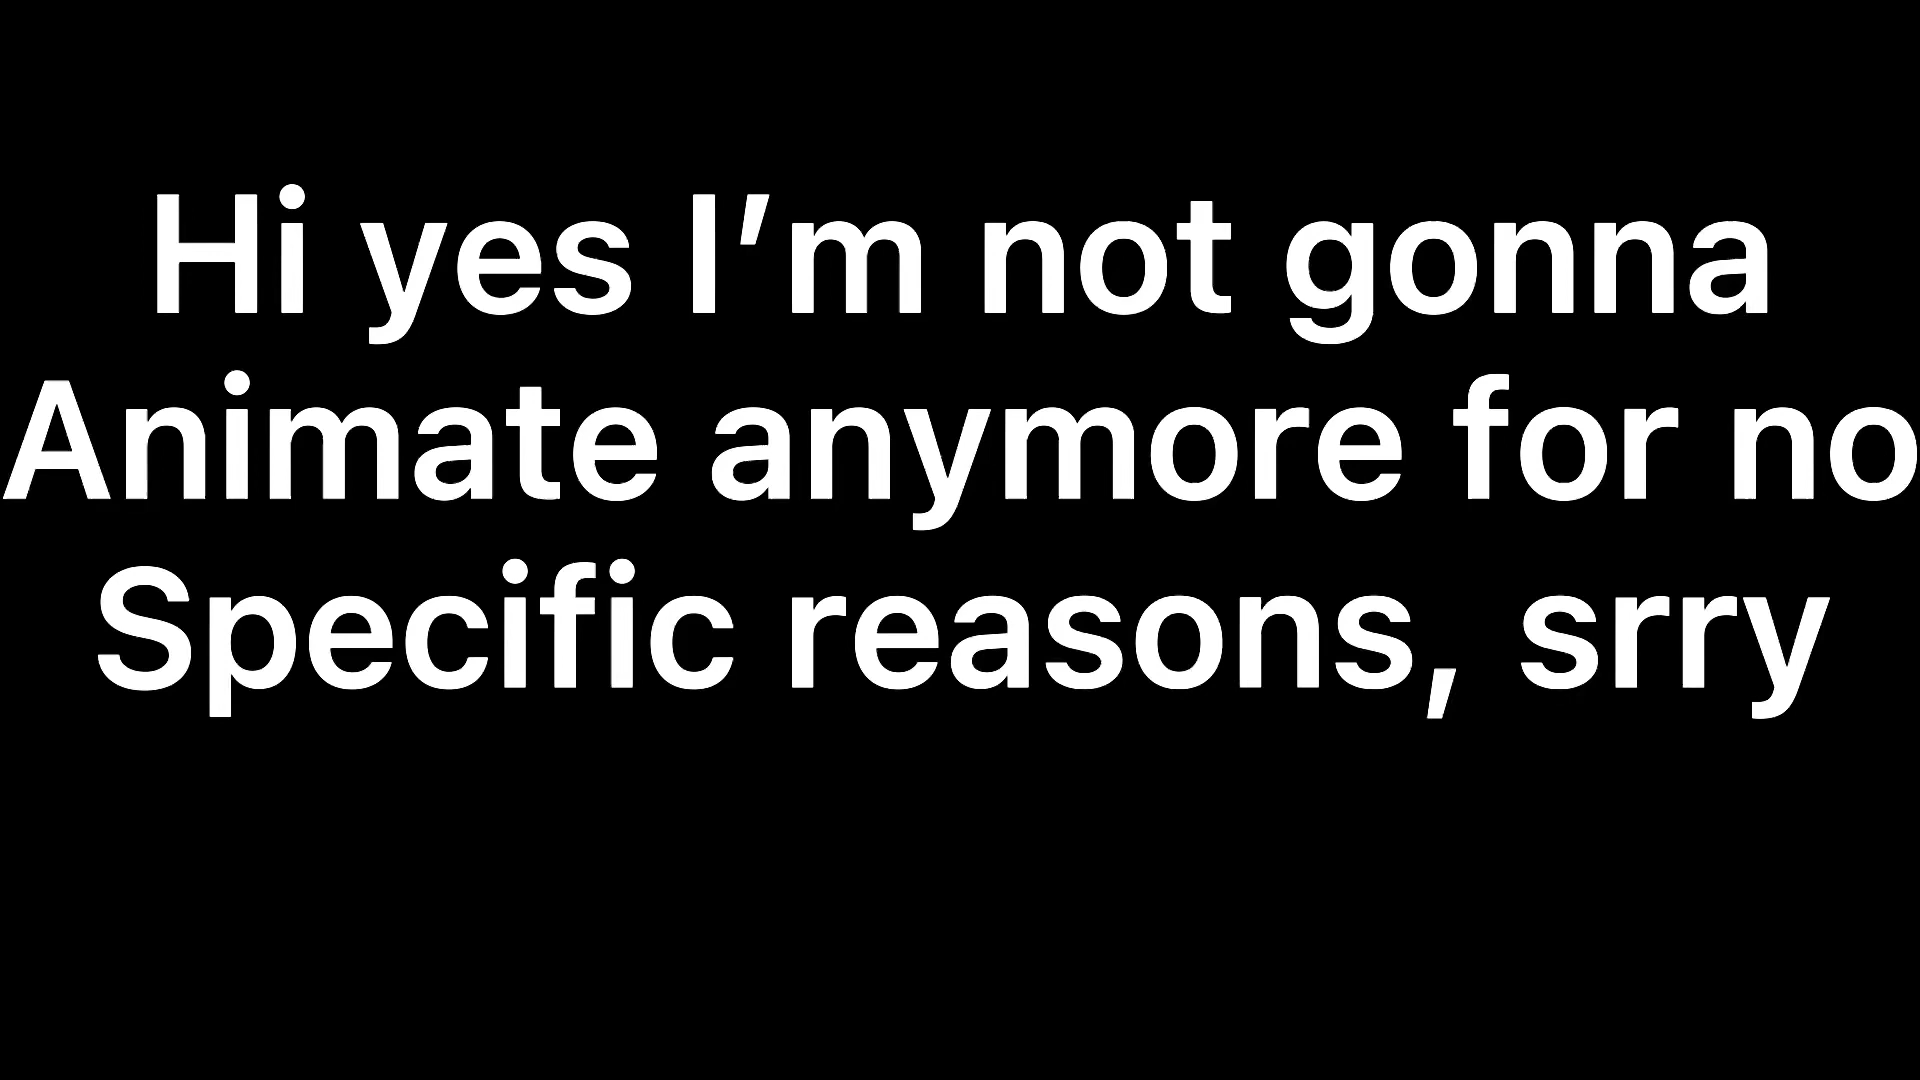 Hi yes I’m not gonna
Animate anymore for no
Specific reasons, srry